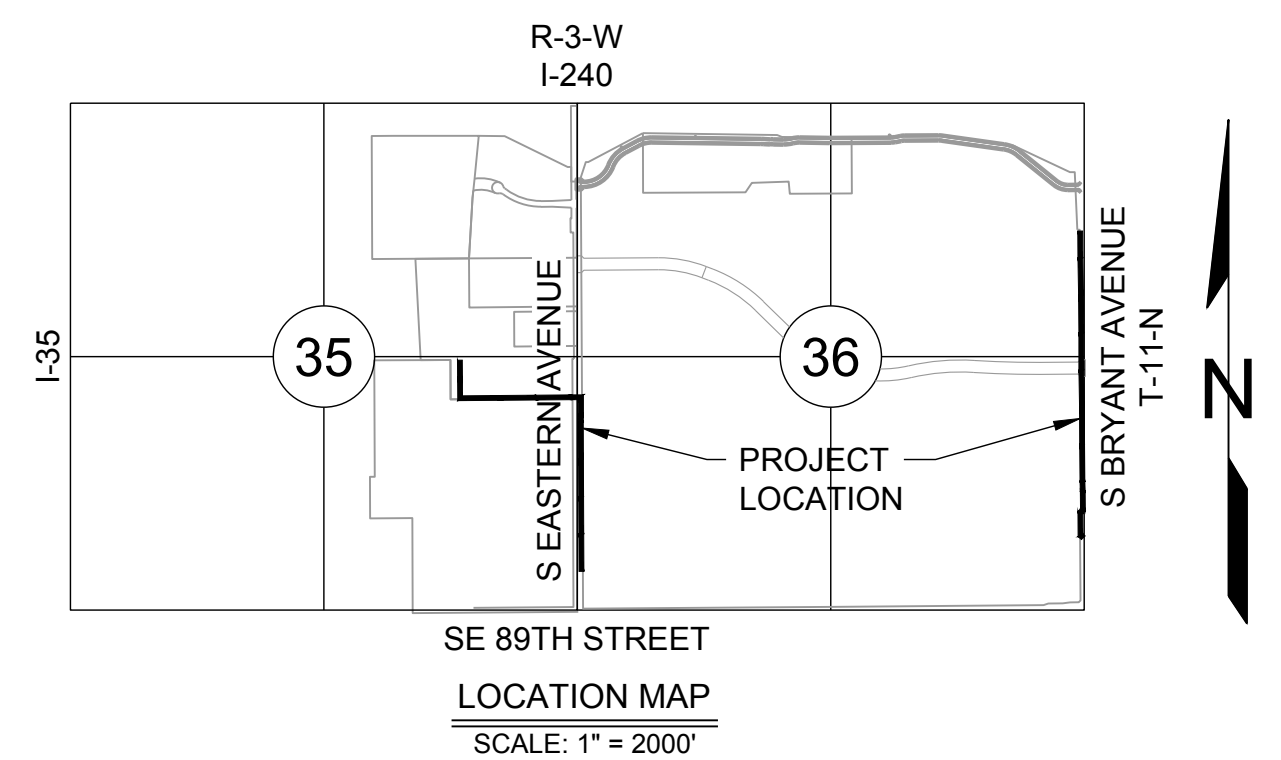 R-3-W
I-240
I-35
35
S EASTERN AVENUE
36
S BRYANT AVENUE
T-11-N
N
PROJECT
LOCATION
SE 89TH STREET
LOCATION MAP
SCALE: 1" = 2000'